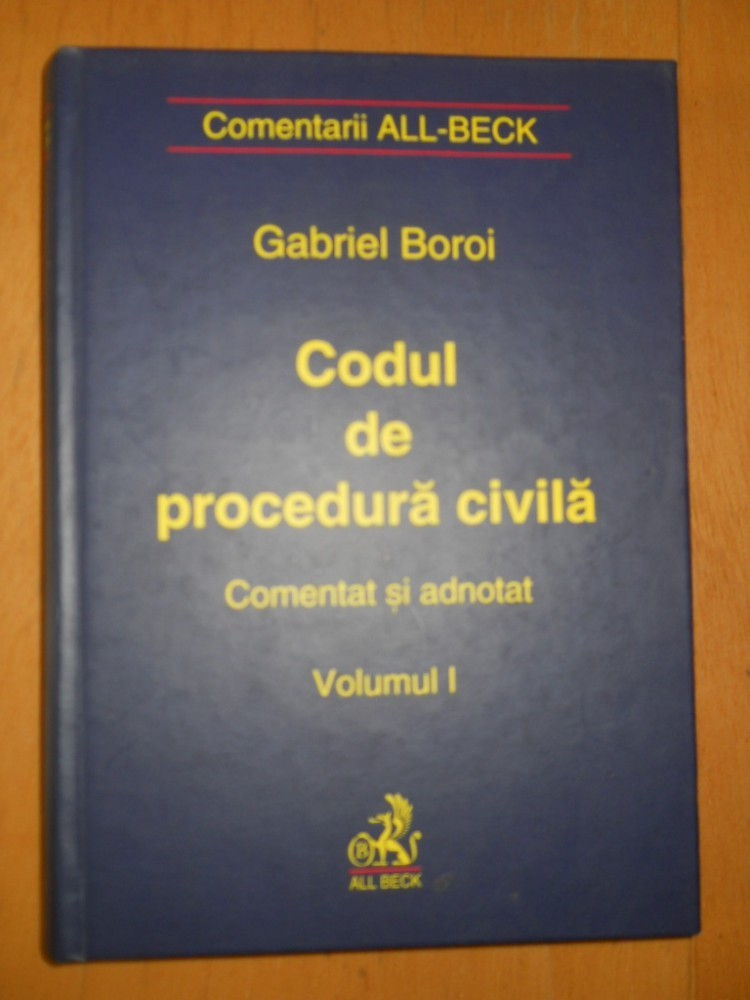 Comentarii ALL-BECK
Gabriel Boroi
Codul
de
procedură civilă
Comentat și adnotat
Volumul I
B
ALL BECK